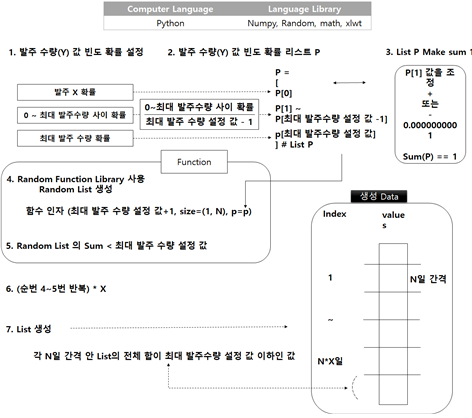 Computer Language
Language Library
Python
Numpy, Random, math, xlwt
1. 발주 수량(Y) 값 빈도 확률 설정
2. 발주 수량(Y) 값 빈도 확률 리스트 P
3. List P Make sum 1
발주 X 확률
0 ~ 최대 발주수량 사이 확률
최대 발주 수량 확률
0~최대 발주수량 사이 확률
최대 발주 수량 설정 값 - 1
P =
[
P[0]
P[1] ~
P[최대 발주수량 설정 값 -1]
p[최대 발주수량 설정 값]
] # List P
P[1] 값을 조
정
+
또는
-
0.000000000
1
Sum(P) == 1
Function
4. Random Function Library 사용
Random List 생성
함수 인자 (최대 발주 수량 설정 값+1, size=(1, N), p=p)
5. Random List 의 Sum < 최대 발주 수량 설정 값
6. (순번 4~5번 반복) * X
7. List 생성
각 N일 간격 안 List의 전체 합이 최대 발주수량 설정 값 이하인 값
생성 Data
Index
value
s
1
N일 간격
~
N*X일